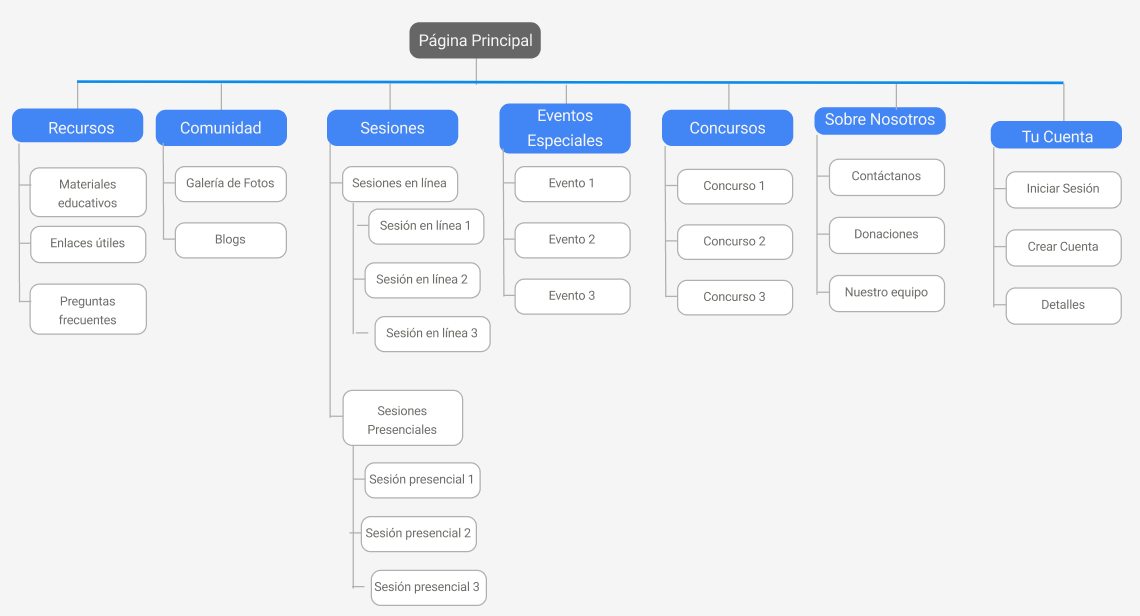 Página Principal
Recursos
Materiales
educativos
Enlaces útiles
Preguntas
frecuentes
Comunidad
Galería de Fotos
Blogs
Sesiones
Sesiones en línea
Sesión en línea 1
Sesión en línea 2
Sesión en línea 3
Sesiones
Presenciales
Sesión presencial 1
Sesión presencial 2
Sesión presencial 3
Eventos
Especiales
Evento 1
Evento 2
Evento 3
Concursos
Concurso 1
Concurso 2
Concurso 3
Sobre Nosotros
Contáctanos
Donaciones
Nuestro equipo
Tu Cuenta
Iniciar Sesión
Crear Cuenta
Detalles